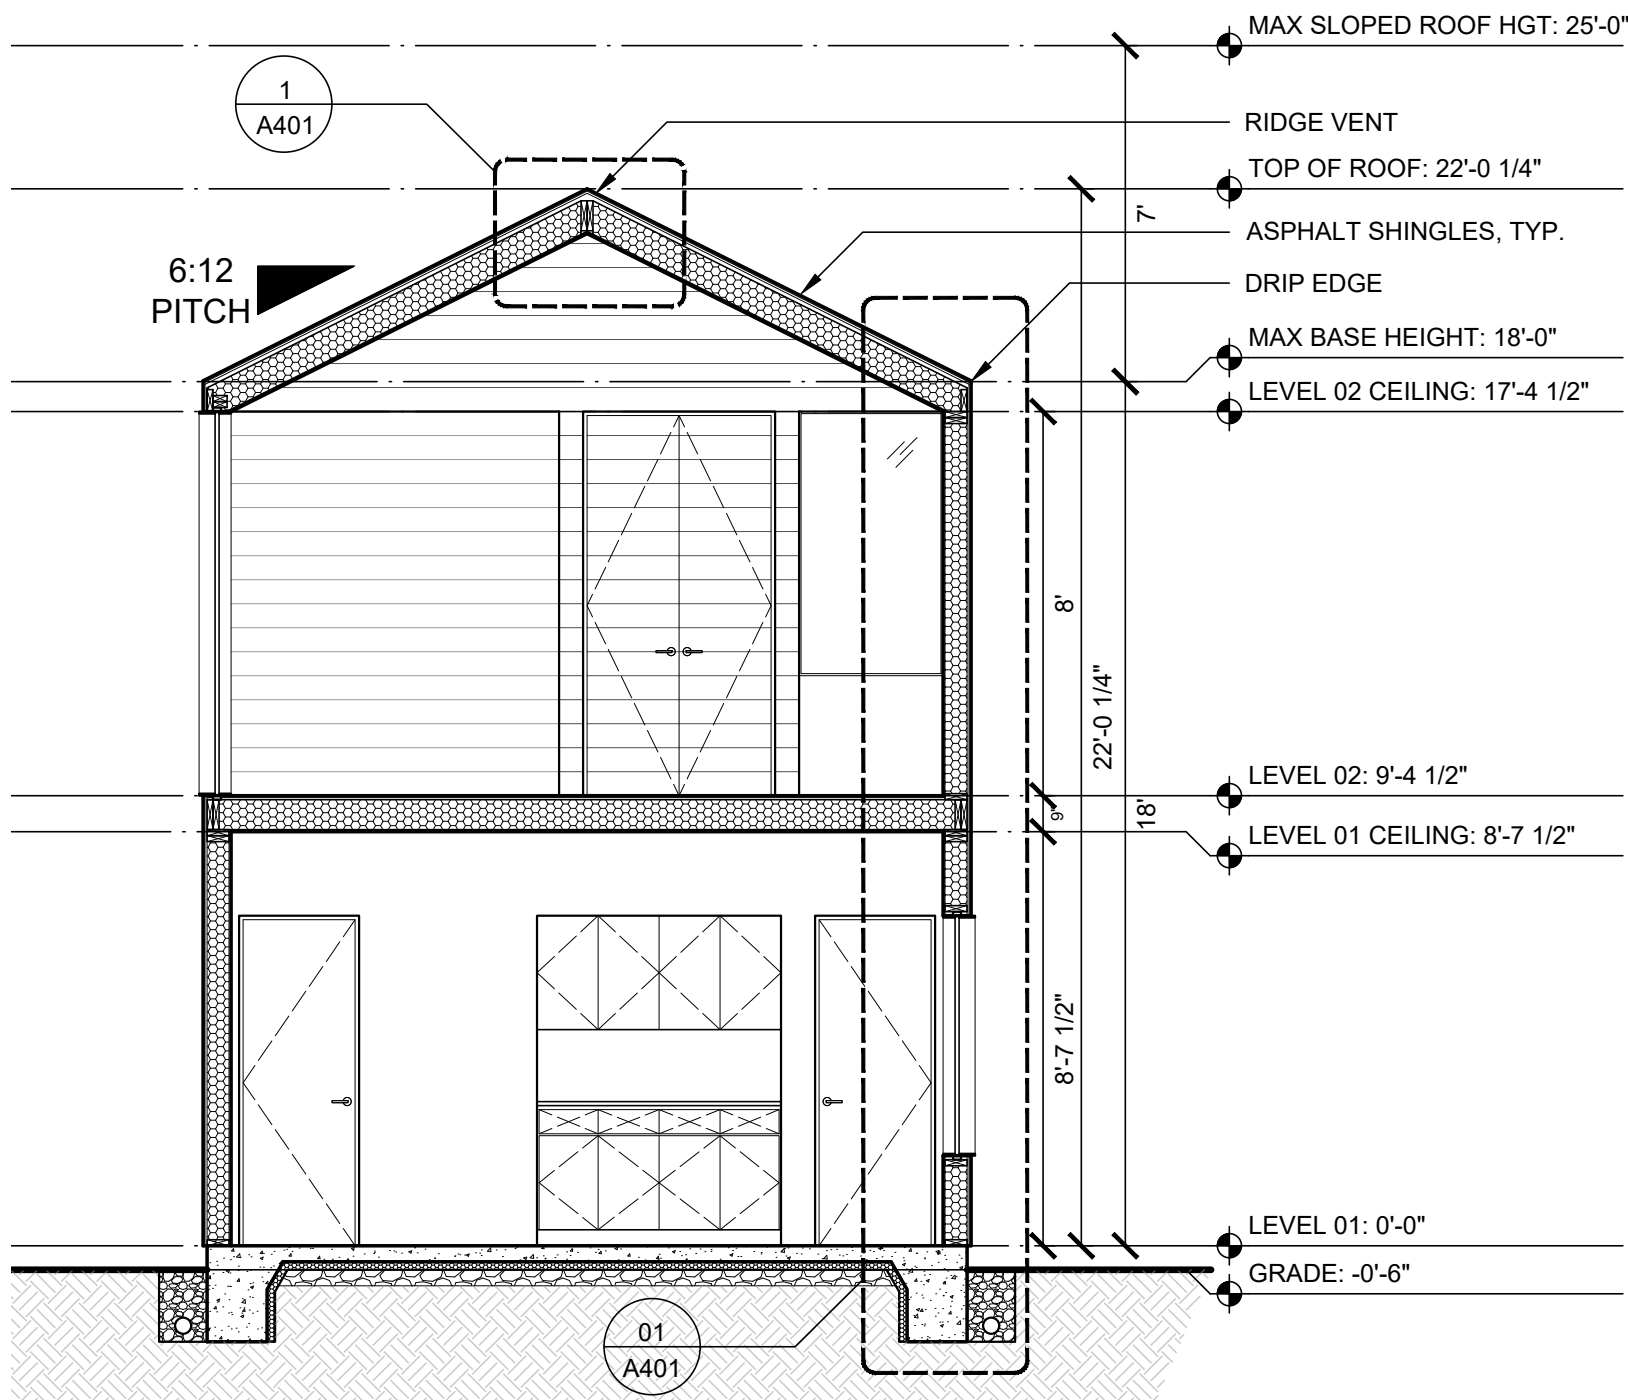 MAX SLOPED ROOF HGT: 25'-0"
1
A401
RIDGE VENT
TOP OF ROOF: 22'-0 1/4"
7'
ASPHALT SHINGLES, TYP.
6:12
PITCH
DRIP EDGE
MAX BASE HEIGHT: 18'-0"
LEVEL 02 CEILING: 17'-4 1/2"
8'
22'-0 1/4"
LEVEL 02: 9'-4 1/2"
9"
18'
LEVEL 01 CEILING: 8'-7 1/2"
8'-7 1/2"
LEVEL 01: 0'-0"
GRADE: -0'-6"
01
A401